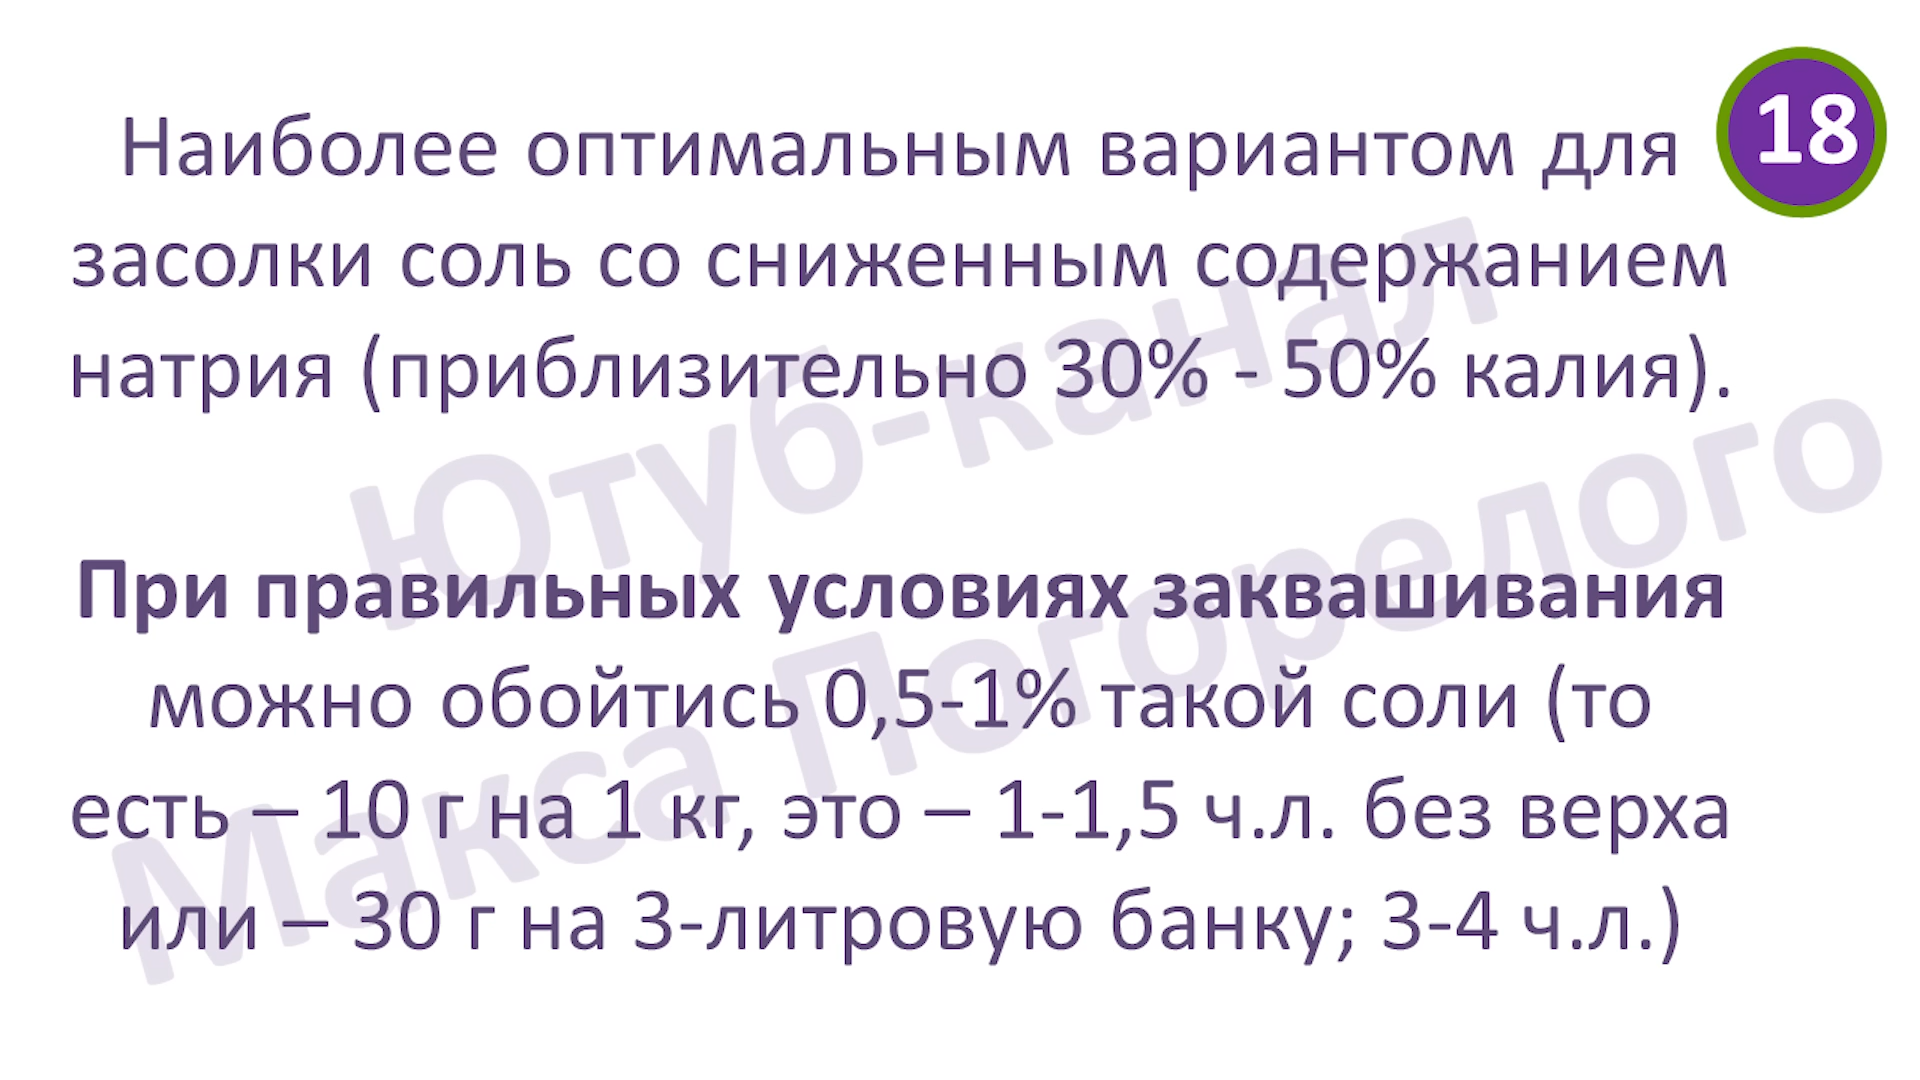 18
Наиболее оптимальным вариантом для
засолки соль со сниженным содержанием
натрия (приблизительно 30% - 50% калия).
При правильных условиях заквашивания
можно обойтись 0,5-1% такой соли (то
есть – 10 г на 1 кг, это – 1-1,5 ч.л. без верха
или – 30 г на 3-литровую банку; 3-4 ч.л.)
Ютуб-канал
Макса Погорелого